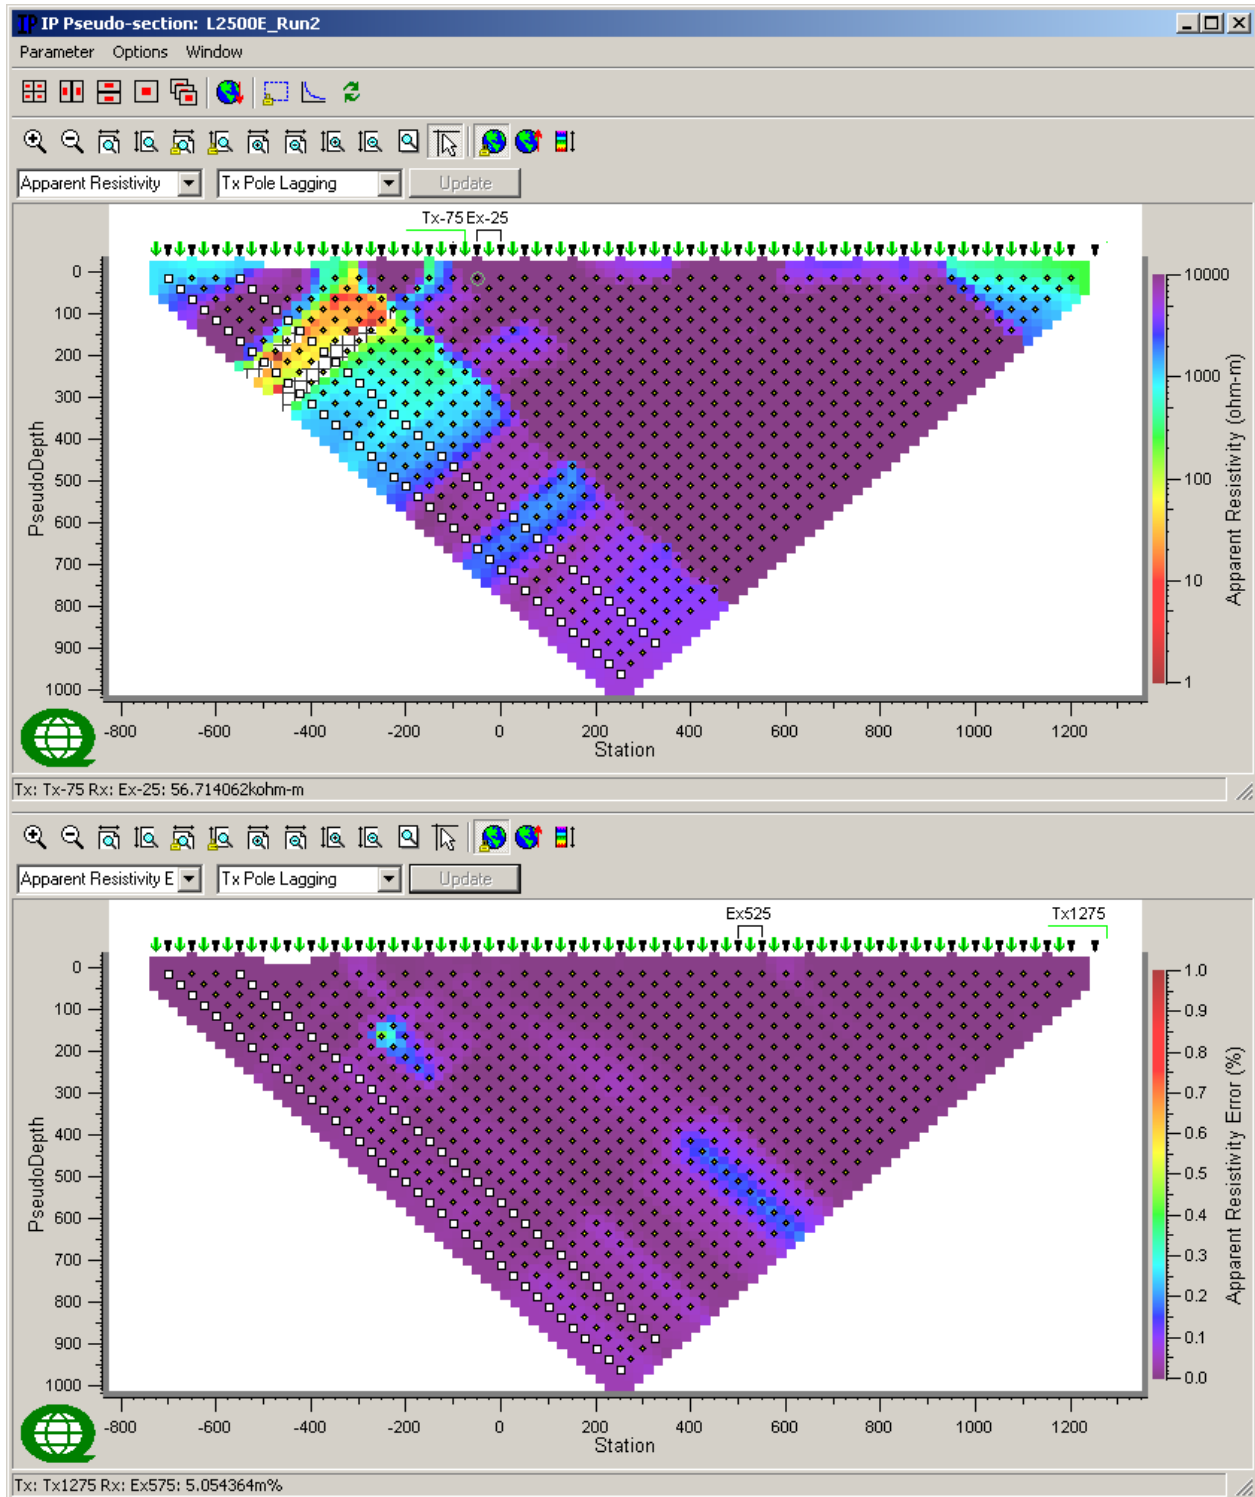 IP IP Pseudo-section: L2500E_Run2
Parameter Options Window
Apparent Resistivity Tx Pole Lagging Update
Tx-75 Ex-25
0
100
200
300
400
500
600
700
800
900
1000
PseudoDepth
-800 -600 -400 -200 0 200 400 600 800 1000 1200
Station
10000
1000
100
10
1
Apparent Resistivity (ohm-m)
Tx: Tx-75 Rx: Ex-25: 56.714062kohm-m
Apparent Resistivity E Tx Pole Lagging Update
Ex525 Tx1275
0
100
200
300
400
500
600
700
800
900
1000
PseudoDepth
-800 -600 -400 -200 0 200 400 600 800 1000 1200
Station
1.0
0.9
0.8
0.7
0.6
0.5
0.4
0.3
0.2
0.1
0.0
Apparent Resistivity Error (%)
Tx: Tx1275 Rx: Ex575: 5.054364m%